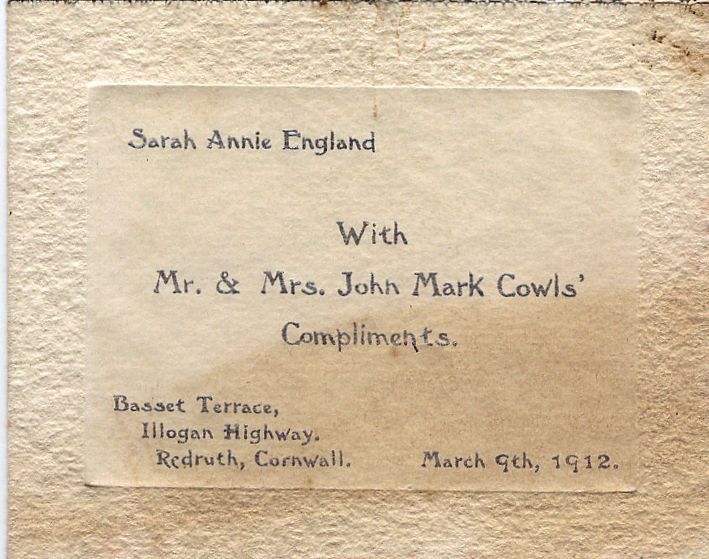 Sarah Annie England
With
Mr. & Mrs. John Mark Cowls'
Compliments.
Basset Terrace,
Illogan Highway.
Redruth, Cornwall.
March 9th, 1912.